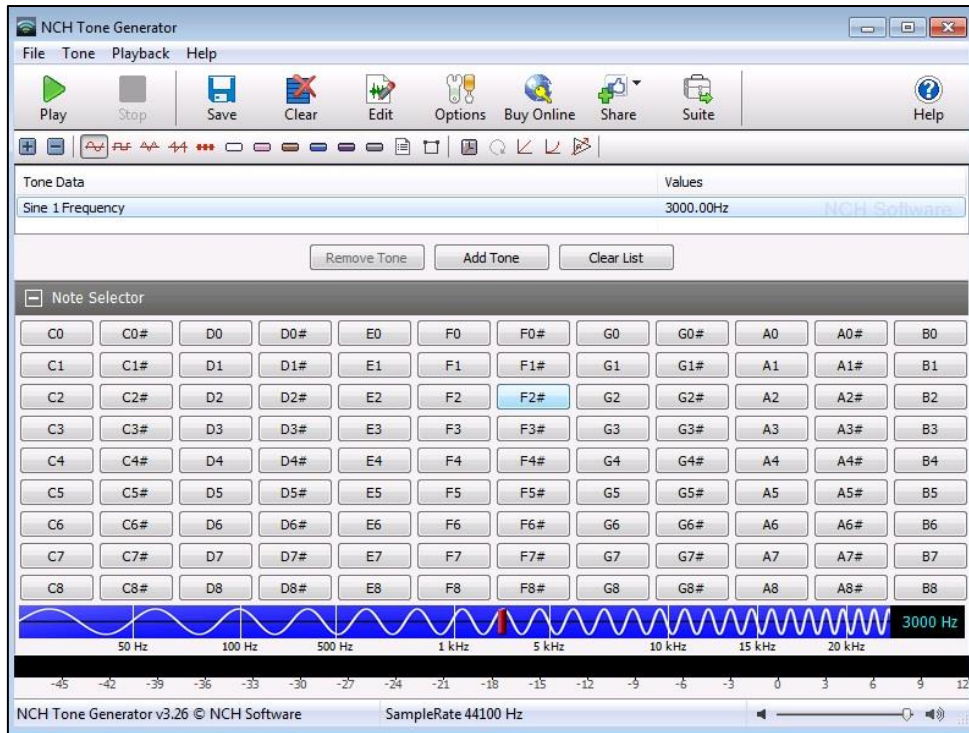 NCH Tone Generator
File Tone Playback Help
Play Stop Save Clear Edit Options Buy Online Share Suite Help
Tone Data Values
Sine 1 Frequency 3000.00Hz NCH Software
Remove Tone Add Tone Clear List
Note Selector
C0 C0# D0 D0# E0 F0 F0# G0 G0# A0 A0# B0
C1 C1# D1 D1# E1 F1 F1# G1 G1# A1 A1# B1
C2 C2# D2 D2# E2 F2 F2# G2 G2# A2 A2# B2
C3 C3# D3 D3# E3 F3 F3# G3 G3# A3 A3# B3
C4 C4# D4 D4# E4 F4 F4# G4 G4# A4 A4# B4
C5 C5# D5 D5# E5 F5 F5# G5 G5# A5 A5# B5
C6 C6# D6 D6# E6 F6 F6# G6 G6# A6 A6# B6
C7 C7# D7 D7# E7 F7 F7# G7 G7# A7 A7# B7
C8 C8# D8 D8# E8 F8 F8# G8 G8# A8 A8# B8
3000 Hz
50 Hz 100 Hz 500 Hz 1 kHz 5 kHz 10 kHz 15 kHz 20 kHz
-45 -42 -39 -36 -33 -30 -27 -24 -21 -18 -15 -12 -9 -6 -3 0 3 6 9 12
NCH Tone Generator v3.26 © NCH Software SampleRate 44100 Hz